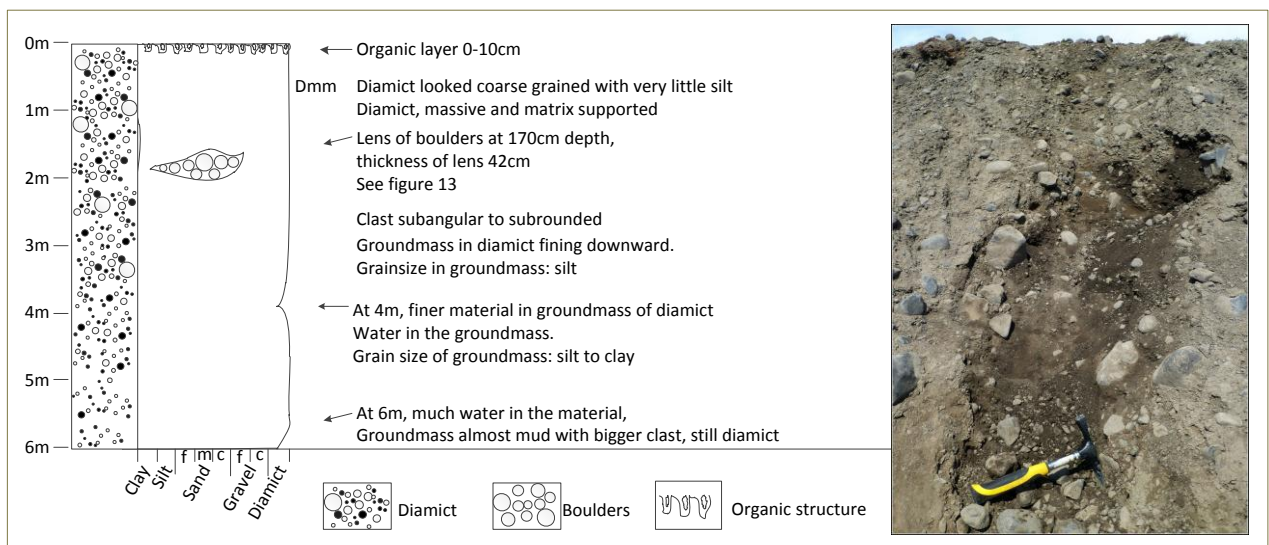 0m
1m
2m
3m
4m
5m
6m
Organic layer 0-10cm
Dmm
Diamict looked coarse grained with very little silt
Diamict, massive and matrix supported
Lens of boulders at 170cm depth,
thickness of lens 42cm
See figure 13
Clast subangular to subrounded
Groundmass in diamict fining downward.
Grainsize in groundmass: silt
At 4m, finer material in groundmass of diamict
Water in the groundmass.
Grain size of groundmass: silt to clay
At 6m, much water in the material,
Groundmass almost mud with bigger clast, still diamict
f m c f c
Clay Silt Sand Gravel Diamict
Diamict
Boulders
Organic structure